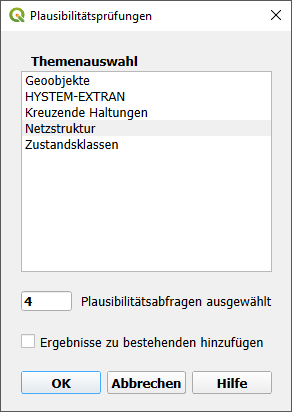 Plausibilitätsprüfungen
Themenauswahl
Geoobjekte
HYSTEM-EXTRAN
Kreuzende Haltungen
Netzstruktur
Zustandsklassen
4 Plausibilitätsabfragen ausgewählt
Ergebnisse zu bestehenden hinzufügen
OK Abbrechen Hilfe